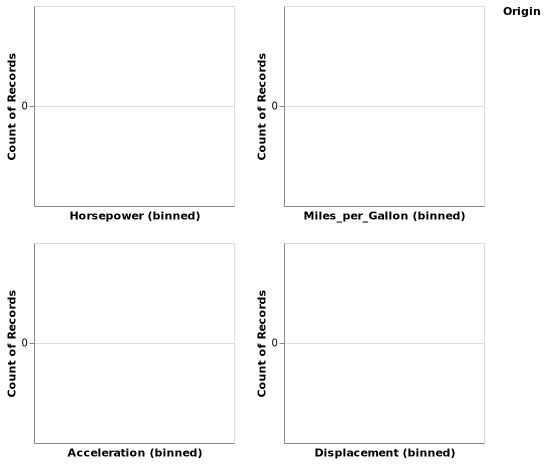 Origin
Count of Records
0
Horsepower (binned)
Count of Records
0
Miles_per_Gallon (binned)
Count of Records
0
Acceleration (binned)
Count of Records
0
Displacement (binned)